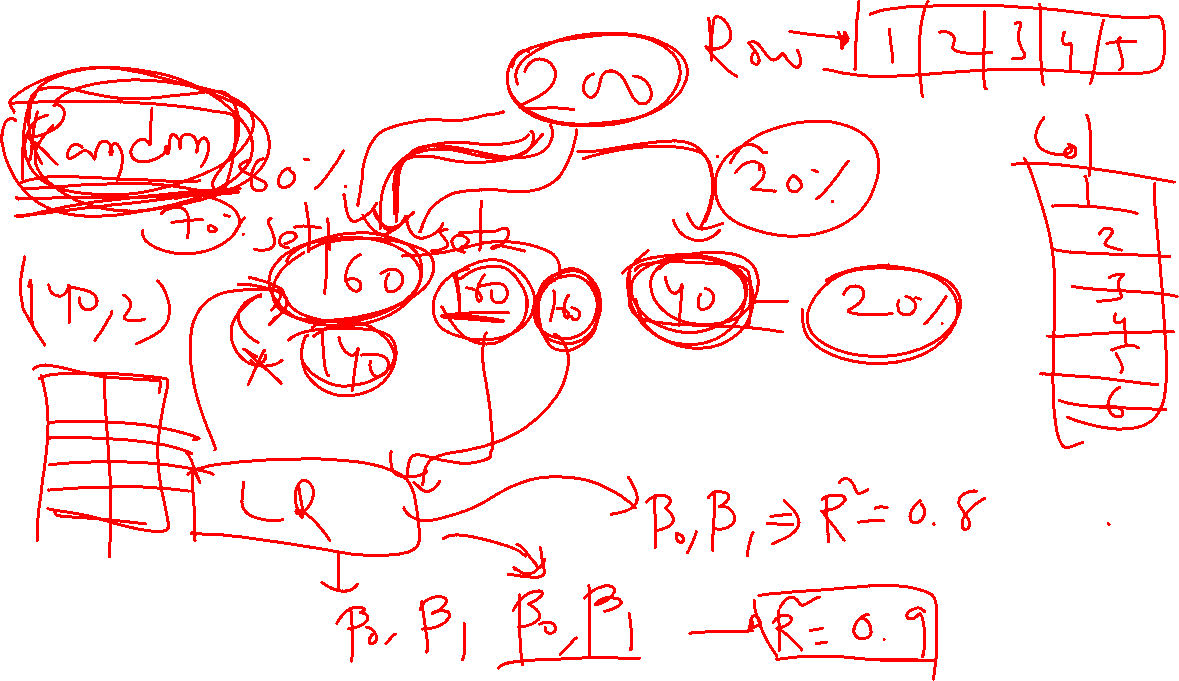 Row → 1 2 3 4 5
200
Random
Col
1
2
3
4
5
6
80%
20%
70%
Set1 Set2
160 160 160 40 20%
(140, 2)
140
LR
β₀, β₁ ⇒ R² = 0.8
β₀, β₁ β₀, β₁ → R² = 0.9